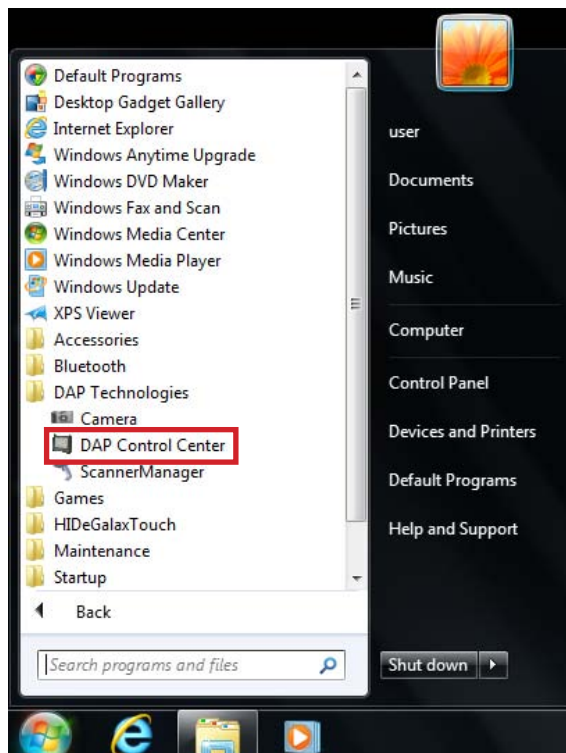 Default Programs
Desktop Gadget Gallery
Internet Explorer
Windows Anytime Upgrade
Windows DVD Maker
Windows Fax and Scan
Windows Media Center
Windows Media Player
Windows Update
XPS Viewer
Accessories
Bluetooth
DAP Technologies
Camera
DAP Control Center
ScannerManager
Games
HIDeGalaxTouch
Maintenance
Startup
Back
Search programs and files
user
Documents
Pictures
Music
Computer
Control Panel
Devices and Printers
Default Programs
Help and Support
Shut down